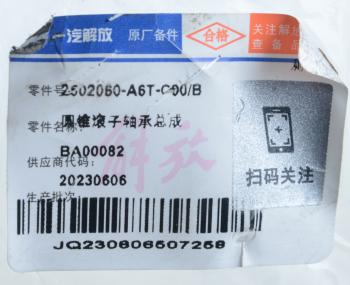 一汽解放 原厂备件 合格 关注解放
查备品
零件号 2502060-A6T-C00/B
零件名称: 圆锥滚子轴承总成
供应商代码: BA00082
生产批次: 20230606
解放
扫码关注
JQ230606507258